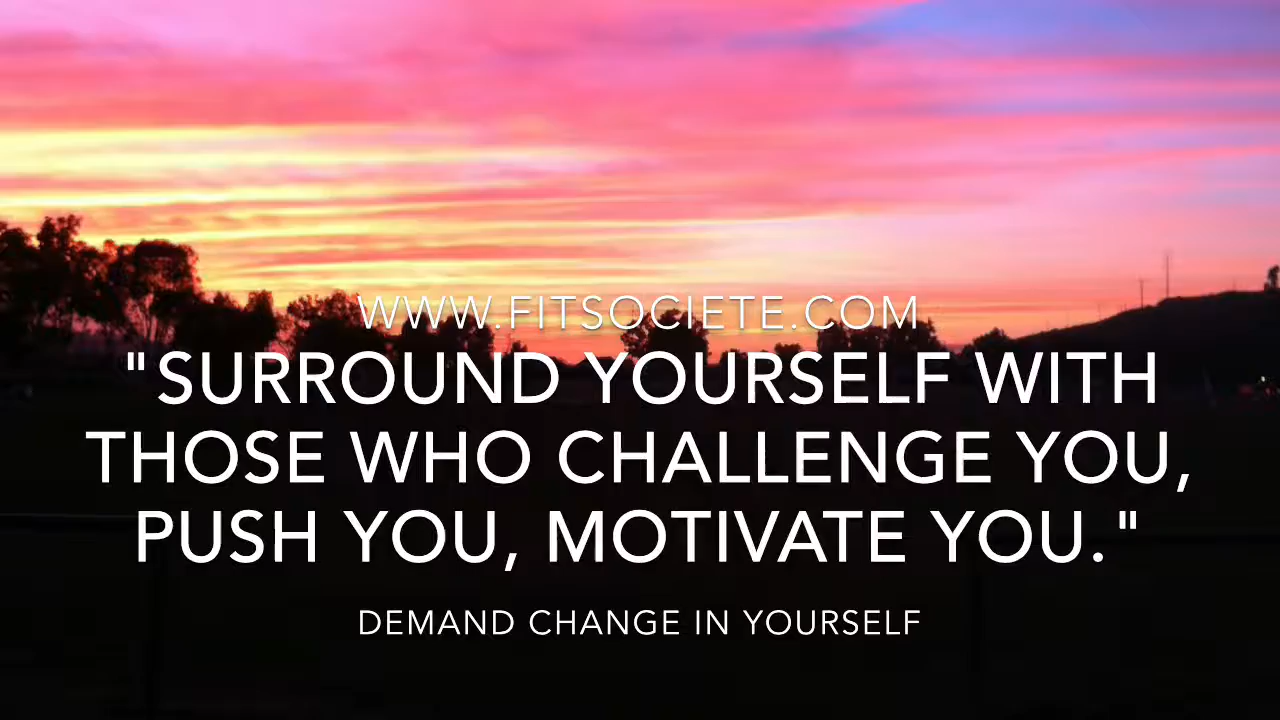 WWW.FITSOCIETE.COM
"SURROUND YOURSELF WITH
THOSE WHO CHALLENGE YOU,
PUSH YOU, MOTIVATE YOU."
DEMAND CHANGE IN YOURSELF